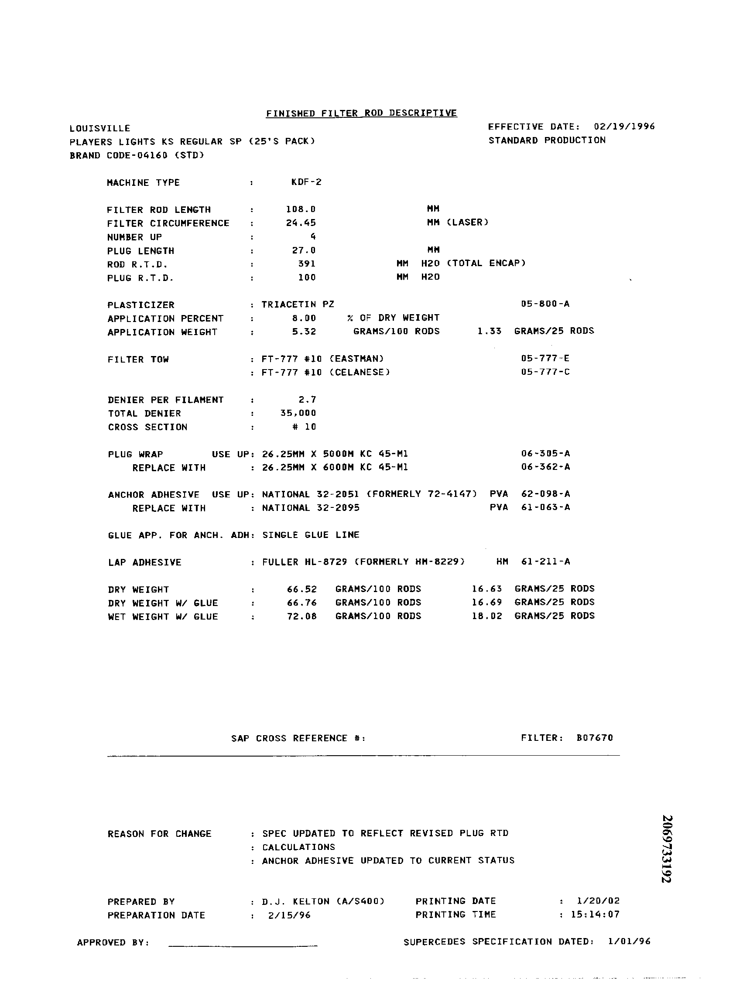 FINISHED FILTER ROD DESCRIPTIVE
LOUISVILLE EFFECTIVE DATE: 02/19/1996
PLAYERS LIGHTS KS REGULAR SP (25'S PACK) STANDARD PRODUCTION
BRAND CODE-04160 (STD)
MACHINE TYPE : KDF-2
FILTER ROD LENGTH : 108.0 MM
FILTER CIRCUMFERENCE : 24.45 MM (LASER)
NUMBER UP : 4
PLUG LENGTH : 27.0 MM
ROD R.T.D. : 391 MM H2O (TOTAL ENCAP)
PLUG R.T.D. : 100 MM H2O
PLASTICIZER : TRIACETIN PZ 05-800-A
APPLICATION PERCENT : 8.00 % OF DRY WEIGHT
APPLICATION WEIGHT : 5.32 GRAMS/100 RODS 1.33 GRAMS/25 RODS
FILTER TOW : FT-777 #10 (EASTMAN) 05-777-E
: FT-777 #10 (CELANESE) 05-777-C
DENIER PER FILAMENT : 2.7
TOTAL DENIER : 35,000
CROSS SECTION : # 10
PLUG WRAP USE UP: 26.25MM X 5000M KC 45-M1 06-305-A
REPLACE WITH : 26.25MM X 6000M KC 45-M1 06-362-A
ANCHOR ADHESIVE USE UP: NATIONAL 32-2051 (FORMERLY 72-4147) PVA 62-098-A
REPLACE WITH : NATIONAL 32-2095 PVA 61-063-A
GLUE APP. FOR ANCH. ADH: SINGLE GLUE LINE
LAP ADHESIVE : FULLER HL-8729 (FORMERLY HM-8229) HM 61-211-A
DRY WEIGHT : 66.52 GRAMS/100 RODS 16.63 GRAMS/25 RODS
DRY WEIGHT W/ GLUE : 66.76 GRAMS/100 RODS 16.69 GRAMS/25 RODS
WET WEIGHT W/ GLUE : 72.08 GRAMS/100 RODS 18.02 GRAMS/25 RODS
SAP CROSS REFERENCE #: FILTER: B07670
REASON FOR CHANGE : SPEC UPDATED TO REFLECT REVISED PLUG RTD
: CALCULATIONS
: ANCHOR ADHESIVE UPDATED TO CURRENT STATUS
2069733192
PREPARED BY : D.J. KELTON (A/S400) PRINTING DATE : 1/20/02
PREPARATION DATE : 2/15/96 PRINTING TIME : 15:14:07
APPROVED BY: SUPERCEDES SPECIFICATION DATED: 1/01/96